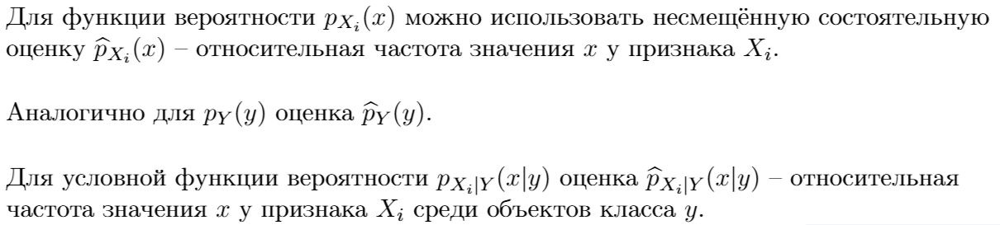 Для функции вероятности p_{X_i}(x) можно использовать несмещённую состоятельную
оценку \widehat{p}_{X_i}(x) – относительная частота значения x у признака X_i.
Аналогично для p_Y(y) оценка \widehat{p}_Y(y).
Для условной функции вероятности p_{X_i|Y}(x|y) оценка \widehat{p}_{X_i|Y}(x|y) – относительная
частота значения x у признака X_i среди объектов класса y.